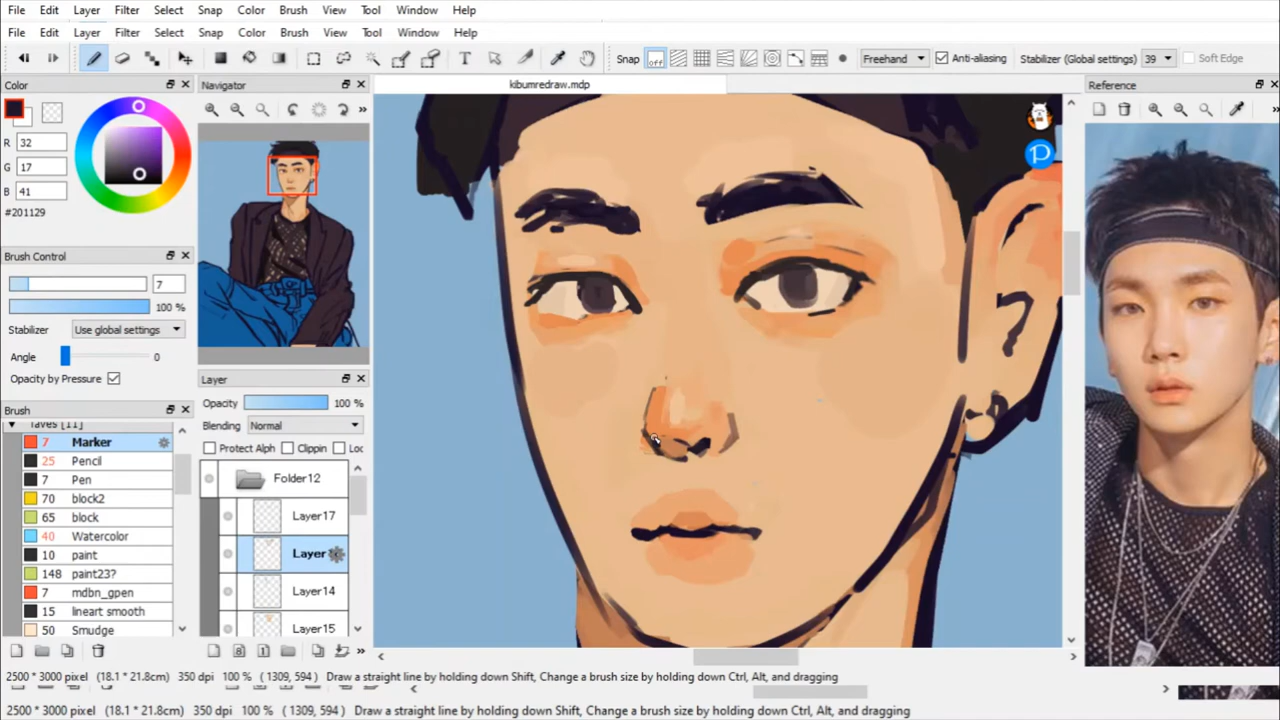 File Edit Layer Filter Select Snap Color Brush View Tool Window Help
File Edit Layer Filter Select Snap Color Brush View Tool Window Help
Snap off Freehand Anti-aliasing Stabilizer (Global settings) 39 Soft Edge
Color
R 32
G 17
B 41
#201129
Brush Control
7
100 %
Stabilizer Use global settings
Angle 0
Opacity by Pressure
Brush
7 Marker
25 Pencil
7 Pen
70 block2
65 block
40 Watercolor
10 paint
148 paint23?
7 mdbn_gpen
15 lineart smooth
50 Smudge
Navigator
Layer
Opacity 100 %
Blending Normal
Protect Alph Clippin Loc
Folder12
Layer17
Layer
Layer14
Layer15
kibumredraw.mdp
Reference
2500 * 3000 pixel (18.1 * 21.8cm) 350 dpi 100 % ( 1309, 594 ) Draw a straight line by holding down Shift, Change a brush size by holding down Ctrl, Alt, and dragging
2500 * 3000 pixel (18.1 * 21.8cm) 350 dpi 100 % ( 1309, 594 ) Draw a straight line by holding down Shift, Change a brush size by holding down Ctrl, Alt, and dragging